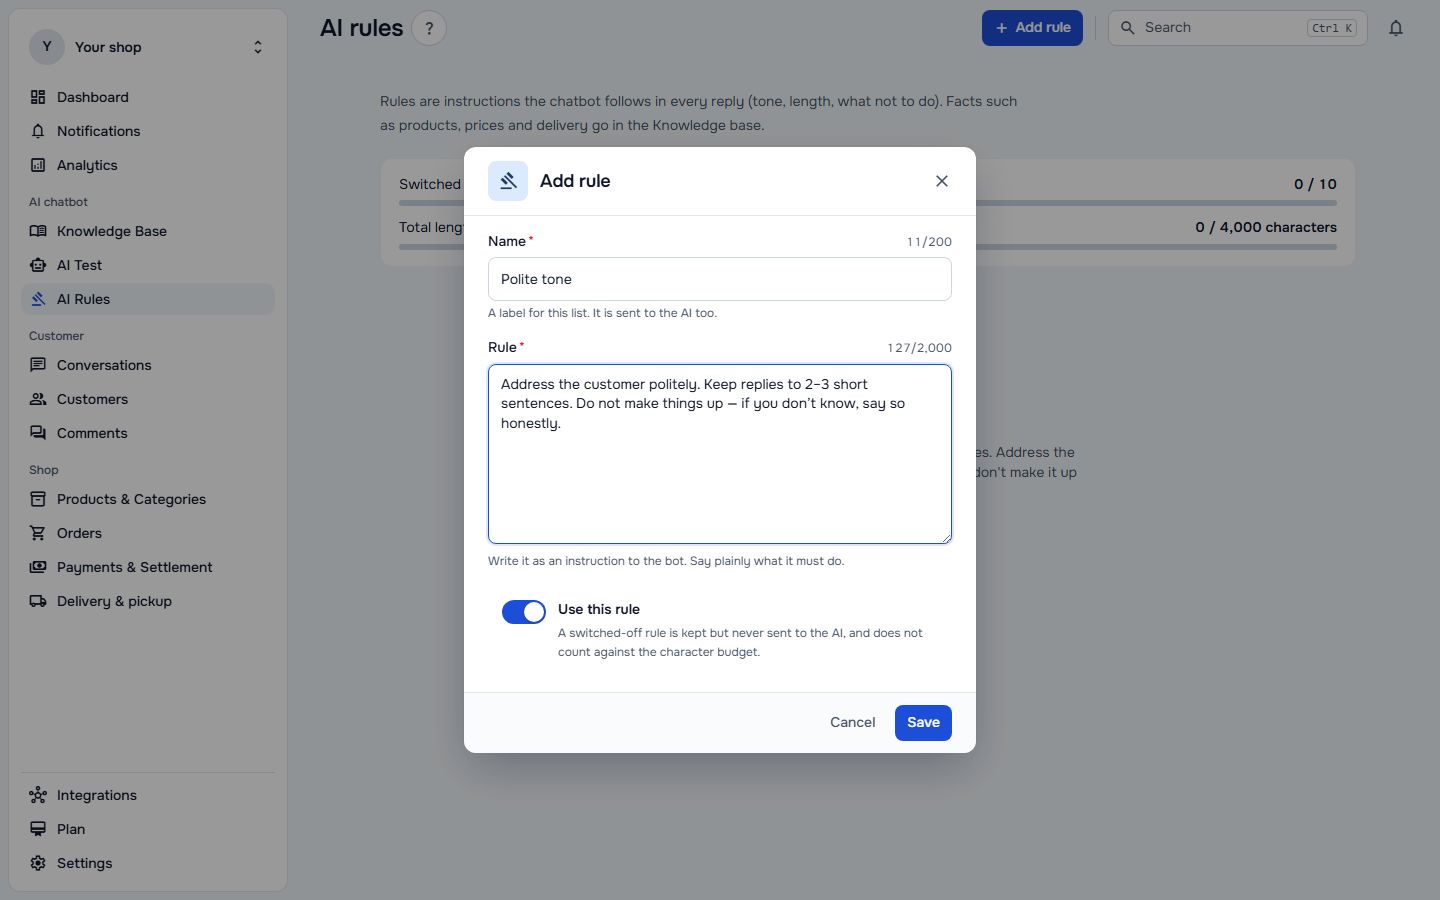 Y Your shop
Dashboard
Notifications
Analytics
AI chatbot
Knowledge Base
AI Test
AI Rules
Customer
Conversations
Customers
Comments
Shop
Products & Categories
Orders
Payments & Settlement
Delivery & pickup
Integrations
Plan
Settings
AI rules ?
+ Add rule
Search Ctrl K
Rules are instructions the chatbot follows in every reply (tone, length, what not to do). Facts such
as products, prices and delivery go in the Knowledge base.
Switched 0 / 10
Total 0 / 4,000 characters
Add rule
Name * 11/200
Polite tone
A label for this list. It is sent to the AI too.
Rule * 127/2,000
Address the customer politely. Keep replies to 2–3 short
sentences. Do not make things up — if you don’t know, say so
honestly.
Write it as an instruction to the bot. Say plainly what it must do.
Use this rule
A switched-off rule is kept but never sent to the AI, and does not
count against the character budget.
Cancel Save
Address the
don't make it up